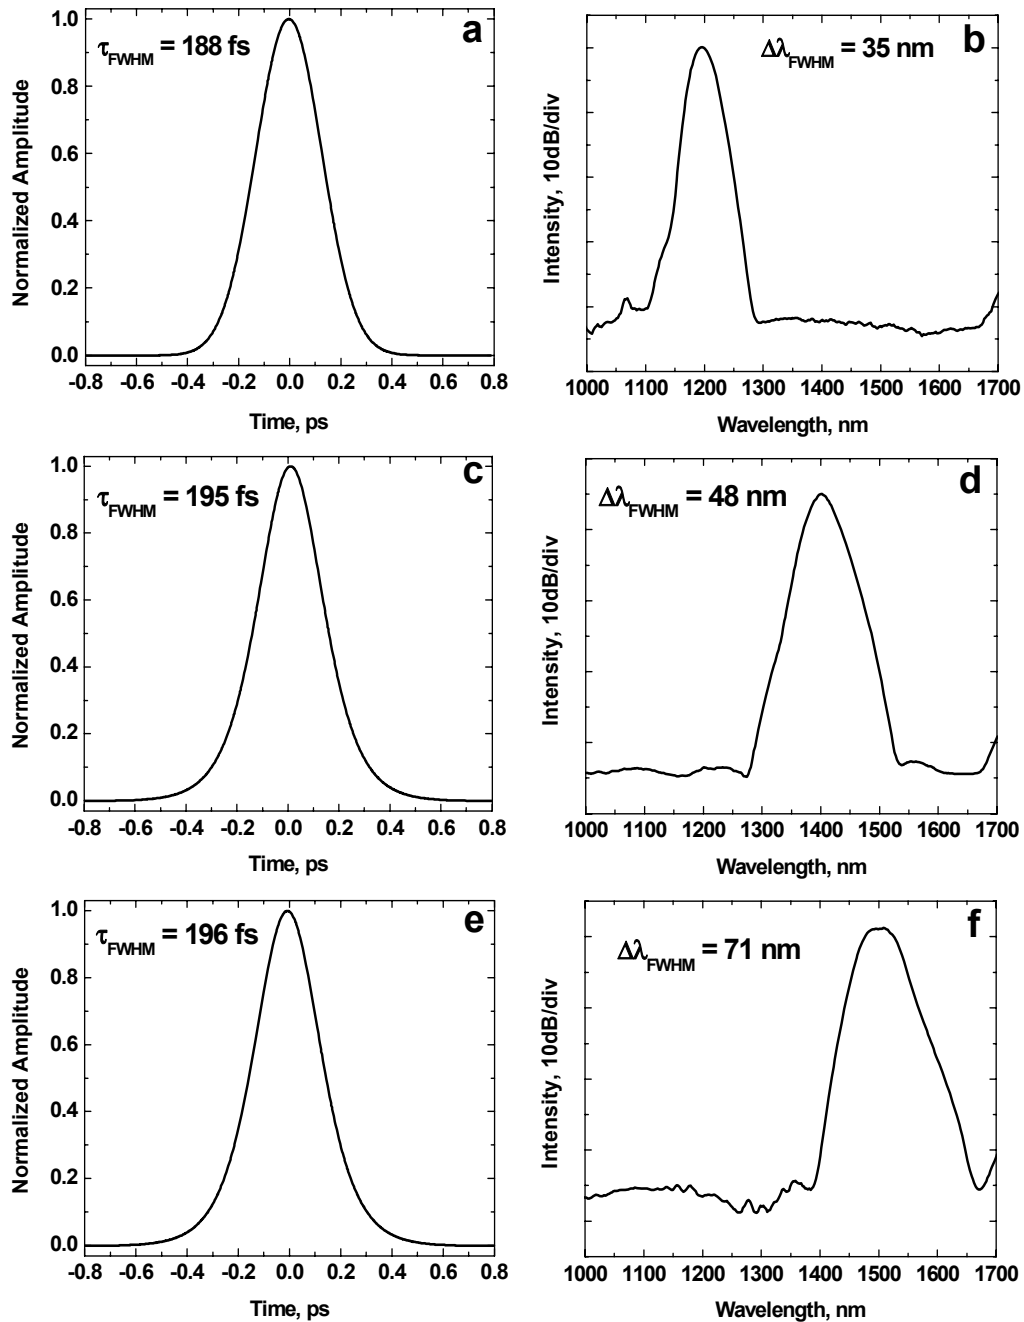 a
τFWHM = 188 fs
Normalized Amplitude
1.0
0.8
0.6
0.4
0.2
0.0
-0.8 -0.6 -0.4 -0.2 0.0 0.2 0.4 0.6 0.8
Time, ps
b
ΔλFWHM = 35 nm
Intensity, 10dB/div
1000 1100 1200 1300 1400 1500 1600 1700
Wavelength, nm
c
τFWHM = 195 fs
Normalized Amplitude
1.0
0.8
0.6
0.4
0.2
0.0
-0.8 -0.6 -0.4 -0.2 0.0 0.2 0.4 0.6 0.8
Time, ps
d
ΔλFWHM = 48 nm
Intensity, 10dB/div
1000 1100 1200 1300 1400 1500 1600 1700
Wavelength, nm
e
τFWHM = 196 fs
Normalized Amplitude
1.0
0.8
0.6
0.4
0.2
0.0
-0.8 -0.6 -0.4 -0.2 0.0 0.2 0.4 0.6 0.8
Time, ps
f
ΔλFWHM = 71 nm
Intensity, 10dB/div
1000 1100 1200 1300 1400 1500 1600 1700
Wavelength, nm